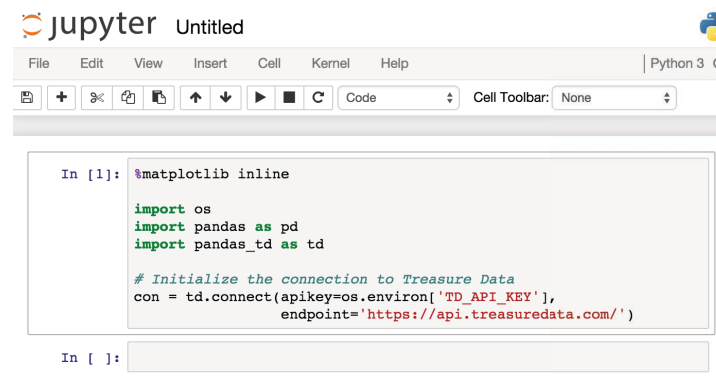 jupyter Untitled
File Edit View Insert Cell Kernel Help Python 3
Code Cell Toolbar: None
In [1]: %matplotlib inline
import os
import pandas as pd
import pandas_td as td
# Initialize the connection to Treasure Data
con = td.connect(apikey=os.environ['TD_API_KEY'],
endpoint='https://api.treasuredata.com/')
In [ ]: